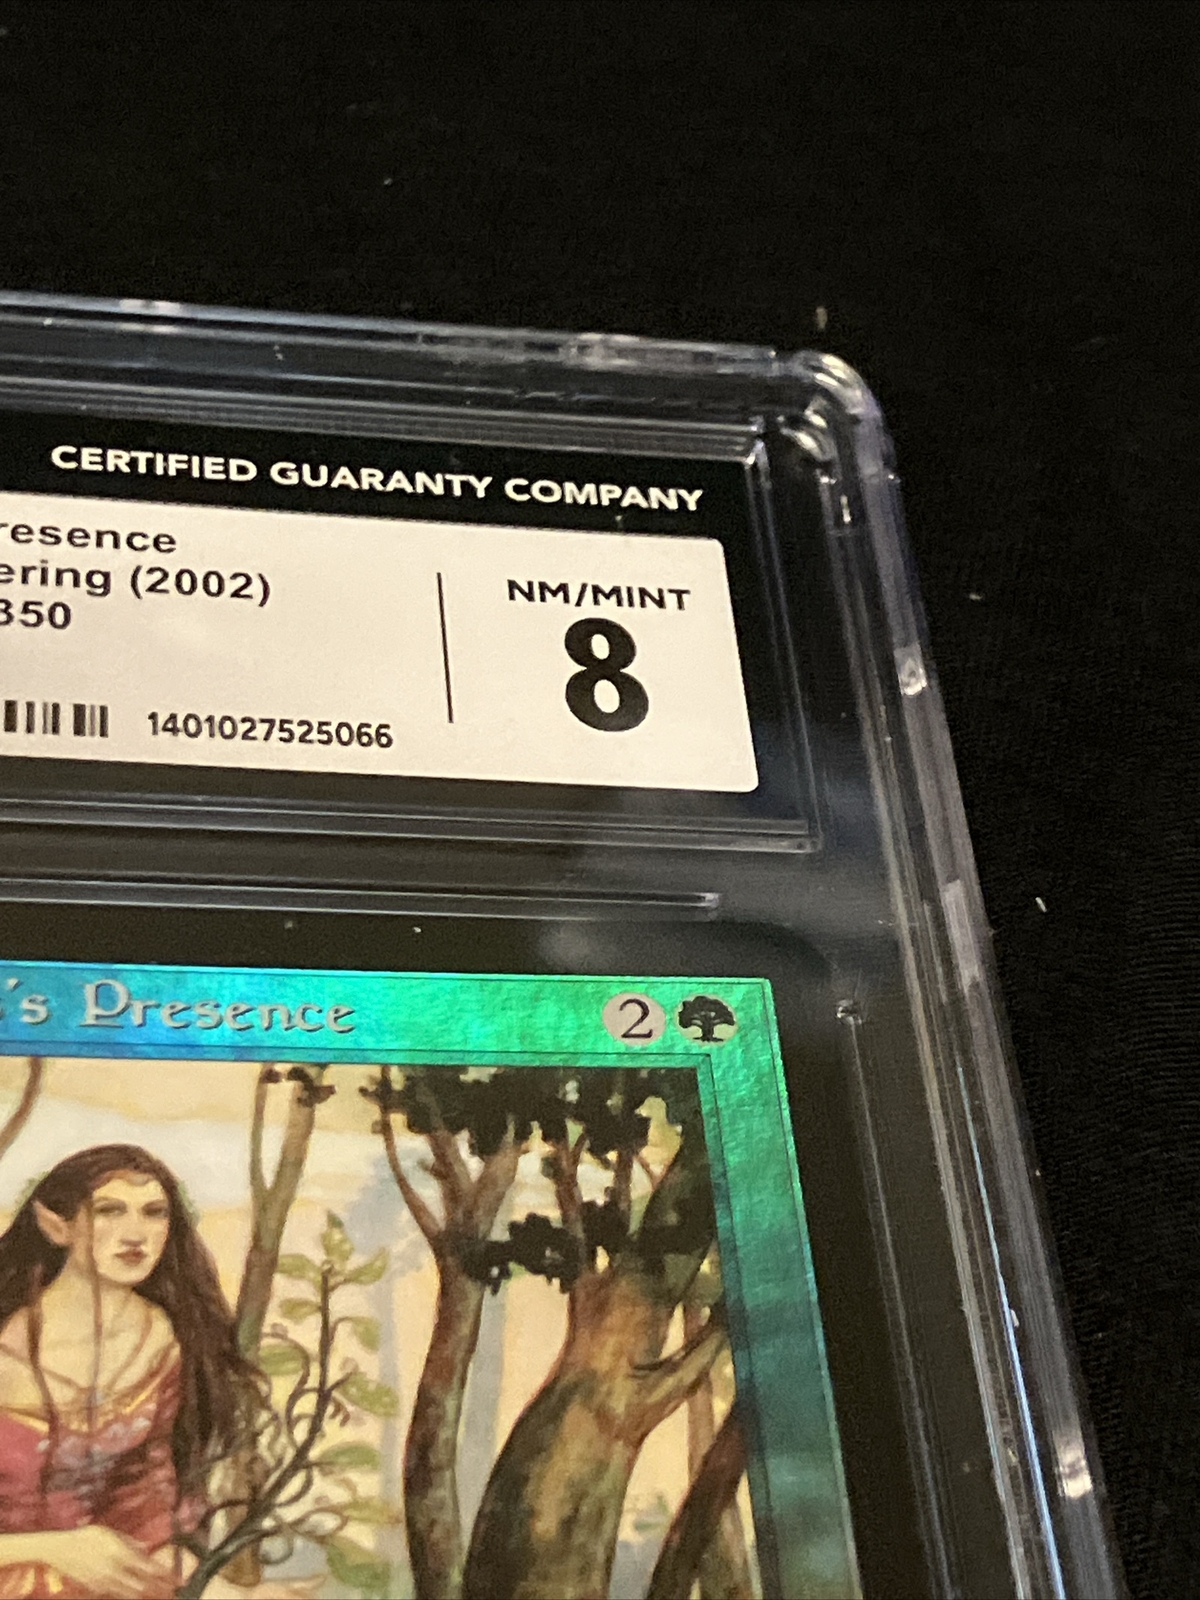 CERTIFIED GUARANTY COMPANY
resence
ering (2002)
350
NM/MINT
8
1401027525066
's Presence
2